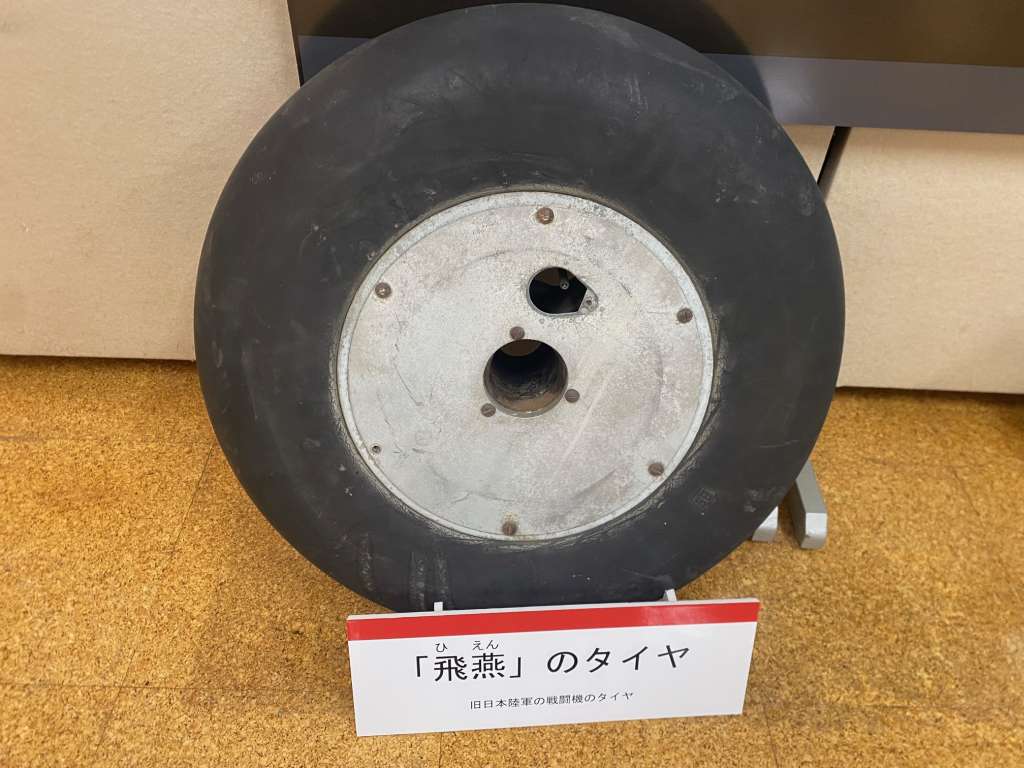 ひ えん
「飛燕」のタイヤ
旧日本陸軍の戦闘機のタイヤ